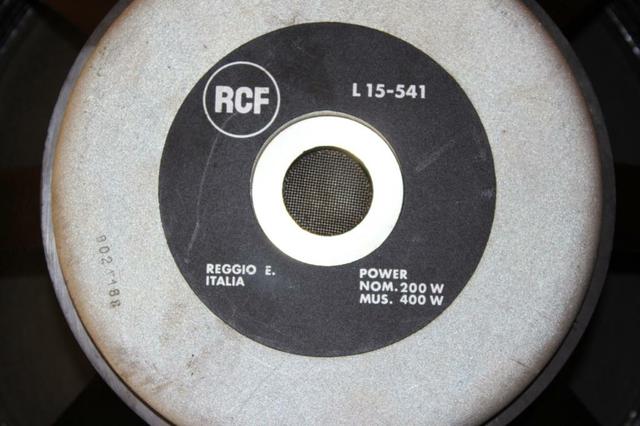 RCF
L 15-541
REGGIO E.
ITALIA
POWER
NOM. 200 W
MUS. 400 W